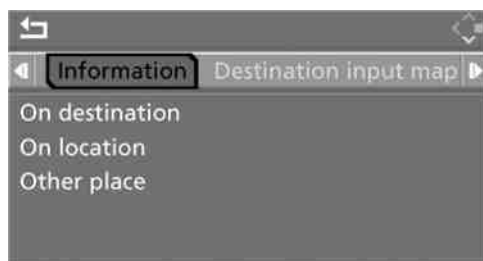 Information Destination input map
On destination
On location
Other place